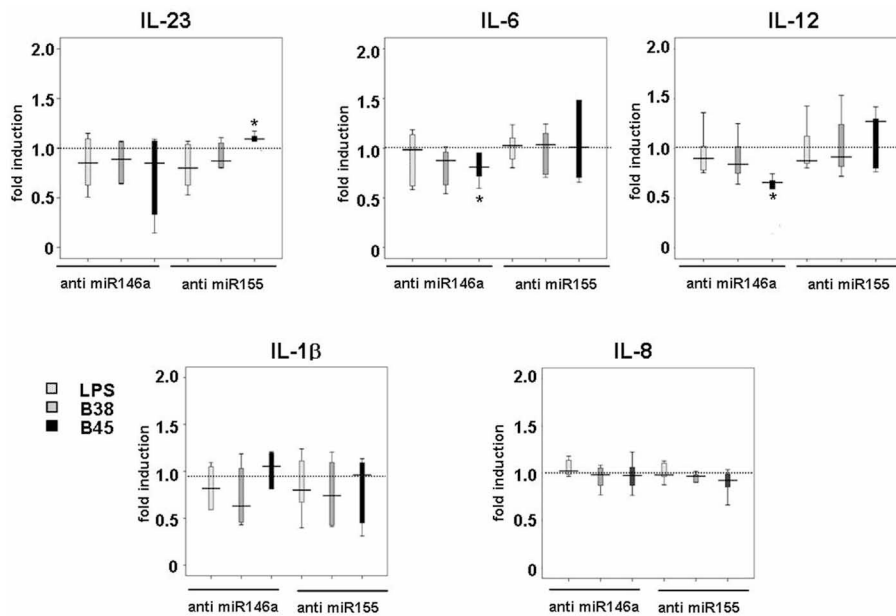 IL-23
2.0
1.5
1.0
0.5
0
fold induction
*
anti miR146a
anti miR155
IL-6
2.0
1.5
1.0
0.5
0
fold induction
*
anti miR146a
anti miR155
IL-12
2.0
1.5
1.0
0.5
0
fold induction
*
anti miR146a
anti miR155
LPS
B38
B45
IL-1β
2.0
1.5
1.0
0.5
0
fold induction
anti miR146a
anti miR155
IL-8
2.0
1.5
1.0
0.5
0.0
fold induction
anti miR146a
anti miR155